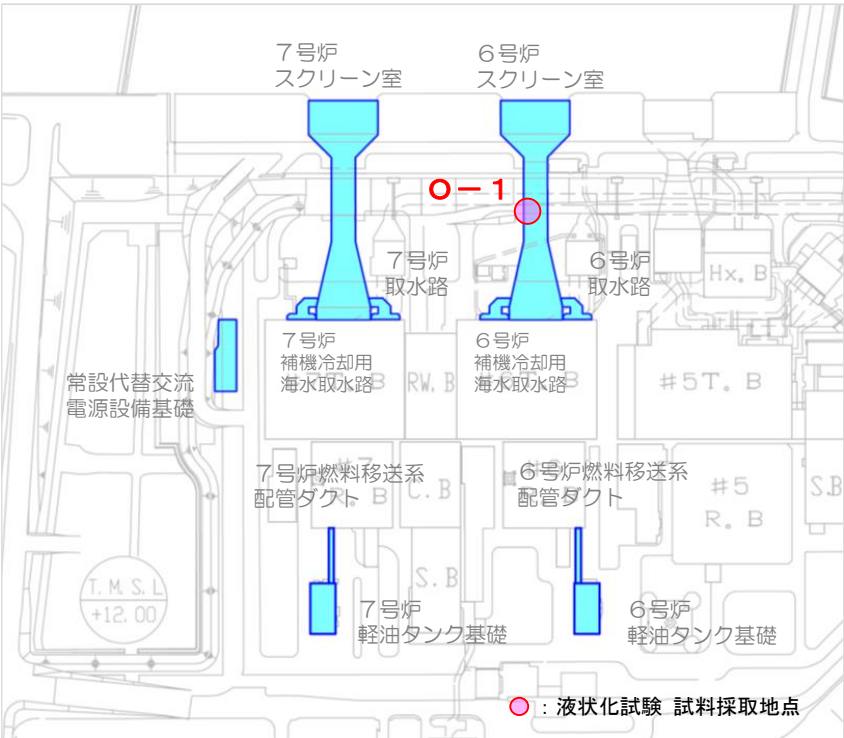 7号炉
スクリーン室
6号炉
スクリーン室
O－1
7号炉
取水路
6号炉
取水路
Hx. B
7号炉
補機冷却用
海水取水路
6号炉
補機冷却用
海水取水路
常設代替交流
電源設備基礎
B
RW. B
B
#5T. B
7号炉燃料移送系
配管ダクト
R. B
C. B
6号炉燃料移送系
配管ダクト
B
#5
R. B
S.B
T. M. S. L
+12. 00
S. B
7号炉
軽油タンク基礎
6号炉
軽油タンク基礎
：液状化試験 試料採取地点